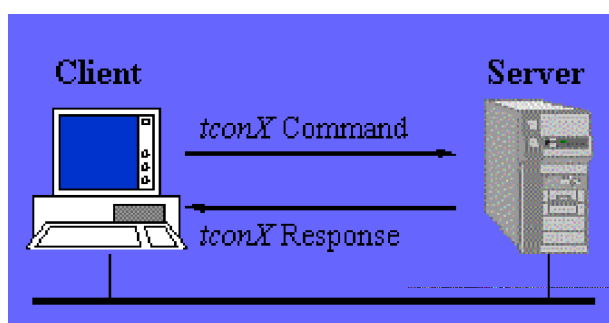 Client
Server
tconX Command
tconX Response